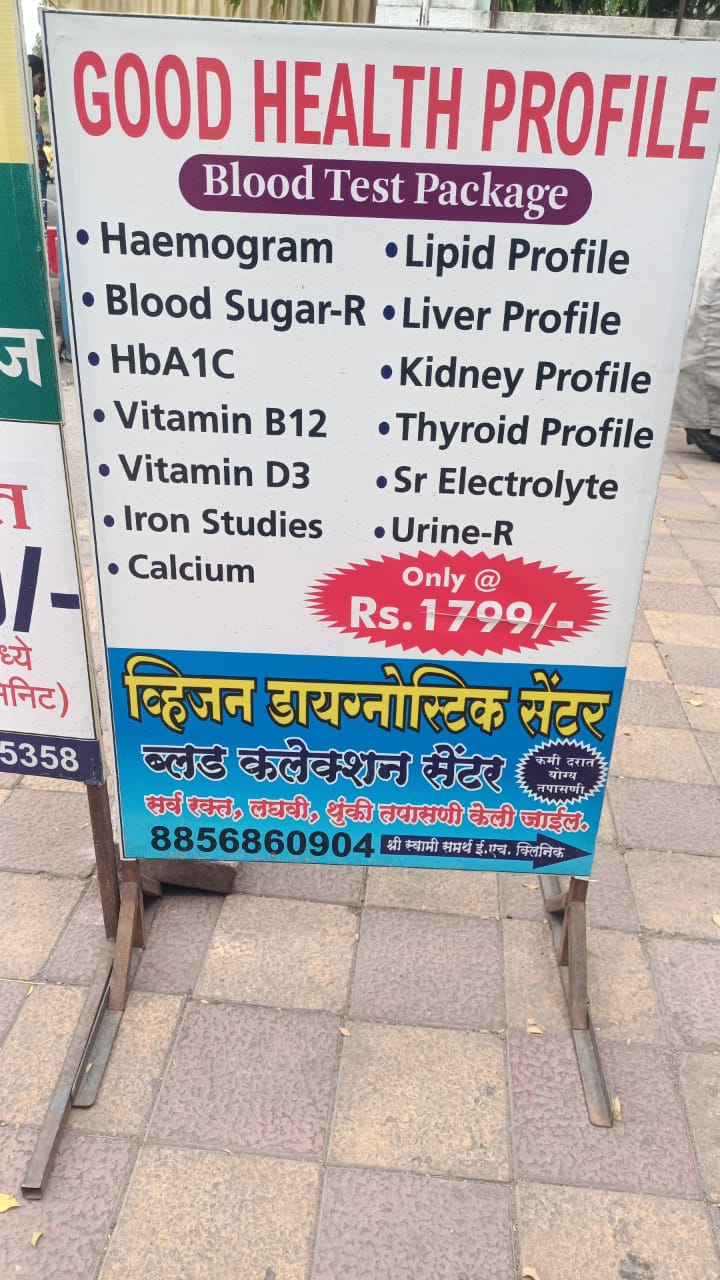 GOOD HEALTH PROFILE
Blood Test Package
• Haemogram
• Blood Sugar-R
• HbA1C
• Vitamin B12
• Vitamin D3
• Iron Studies
• Calcium
• Lipid Profile
• Liver Profile
• Kidney Profile
• Thyroid Profile
• Sr Electrolyte
• Urine-R
Only @
Rs.1799/-
व्हिजन डायग्नोस्टिक सेंटर
ब्लड कलेक्शन सेंटर
कमी दरात
योग्य
तपासणी
सर्व रक्त, लघवी, थुंकी तपासणी केली जाईल.
8856860904 श्री स्वामी समर्थ ई.एच. क्लिनिक
/-
5358